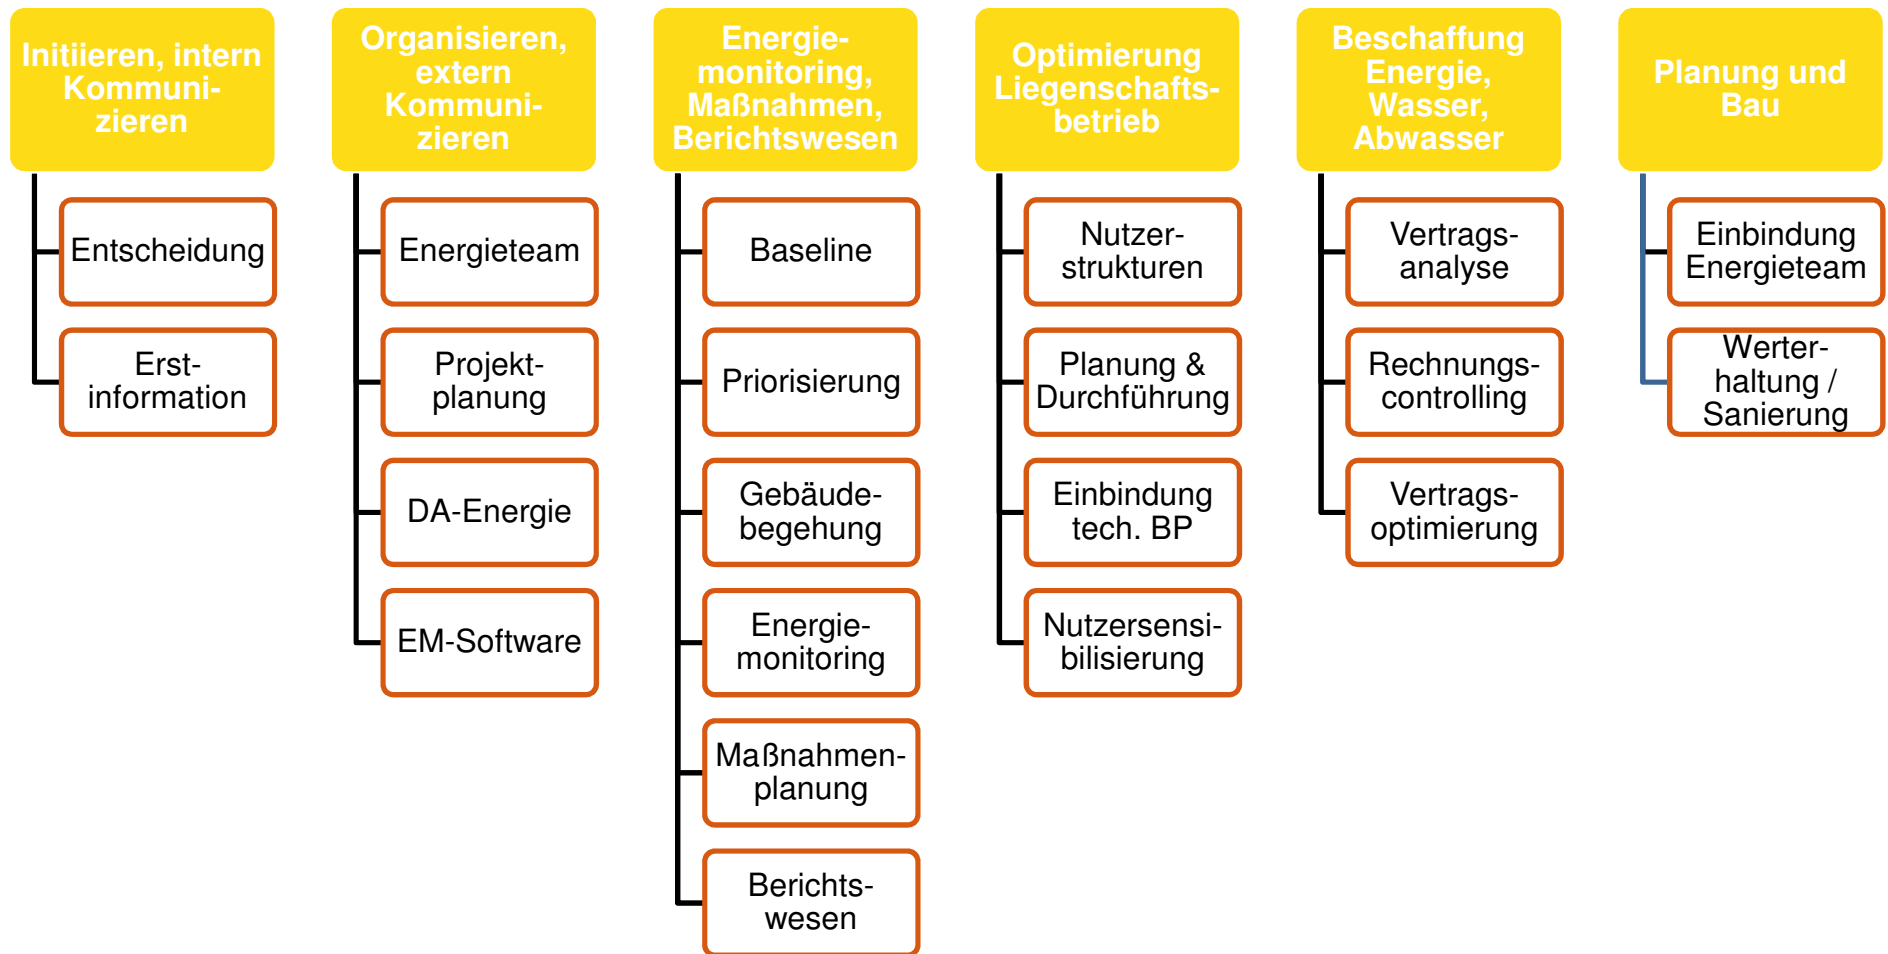 Initiieren, intern
Kommuni-
zieren
Entscheidung
Erst-
information
Organisieren,
extern
Kommuni-
zieren
Energieteam
Projekt-
planung
DA-Energie
EM-Software
Energie-
monitoring,
Maßnahmen,
Berichtswesen
Baseline
Priorisierung
Gebäude-
begehung
Energie-
monitoring
Maßnahmen-
planung
Berichts-
wesen
Optimierung
Liegenschafts-
betrieb
Nutzer-
strukturen
Planung &
Durchführung
Einbindung
tech. BP
Nutzersensi-
bilisierung
Beschaffung
Energie,
Wasser,
Abwasser
Vertrags-
analyse
Rechnungs-
controlling
Vertrags-
optimierung
Planung und
Bau
Einbindung
Energieteam
Werter-
haltung /
Sanierung